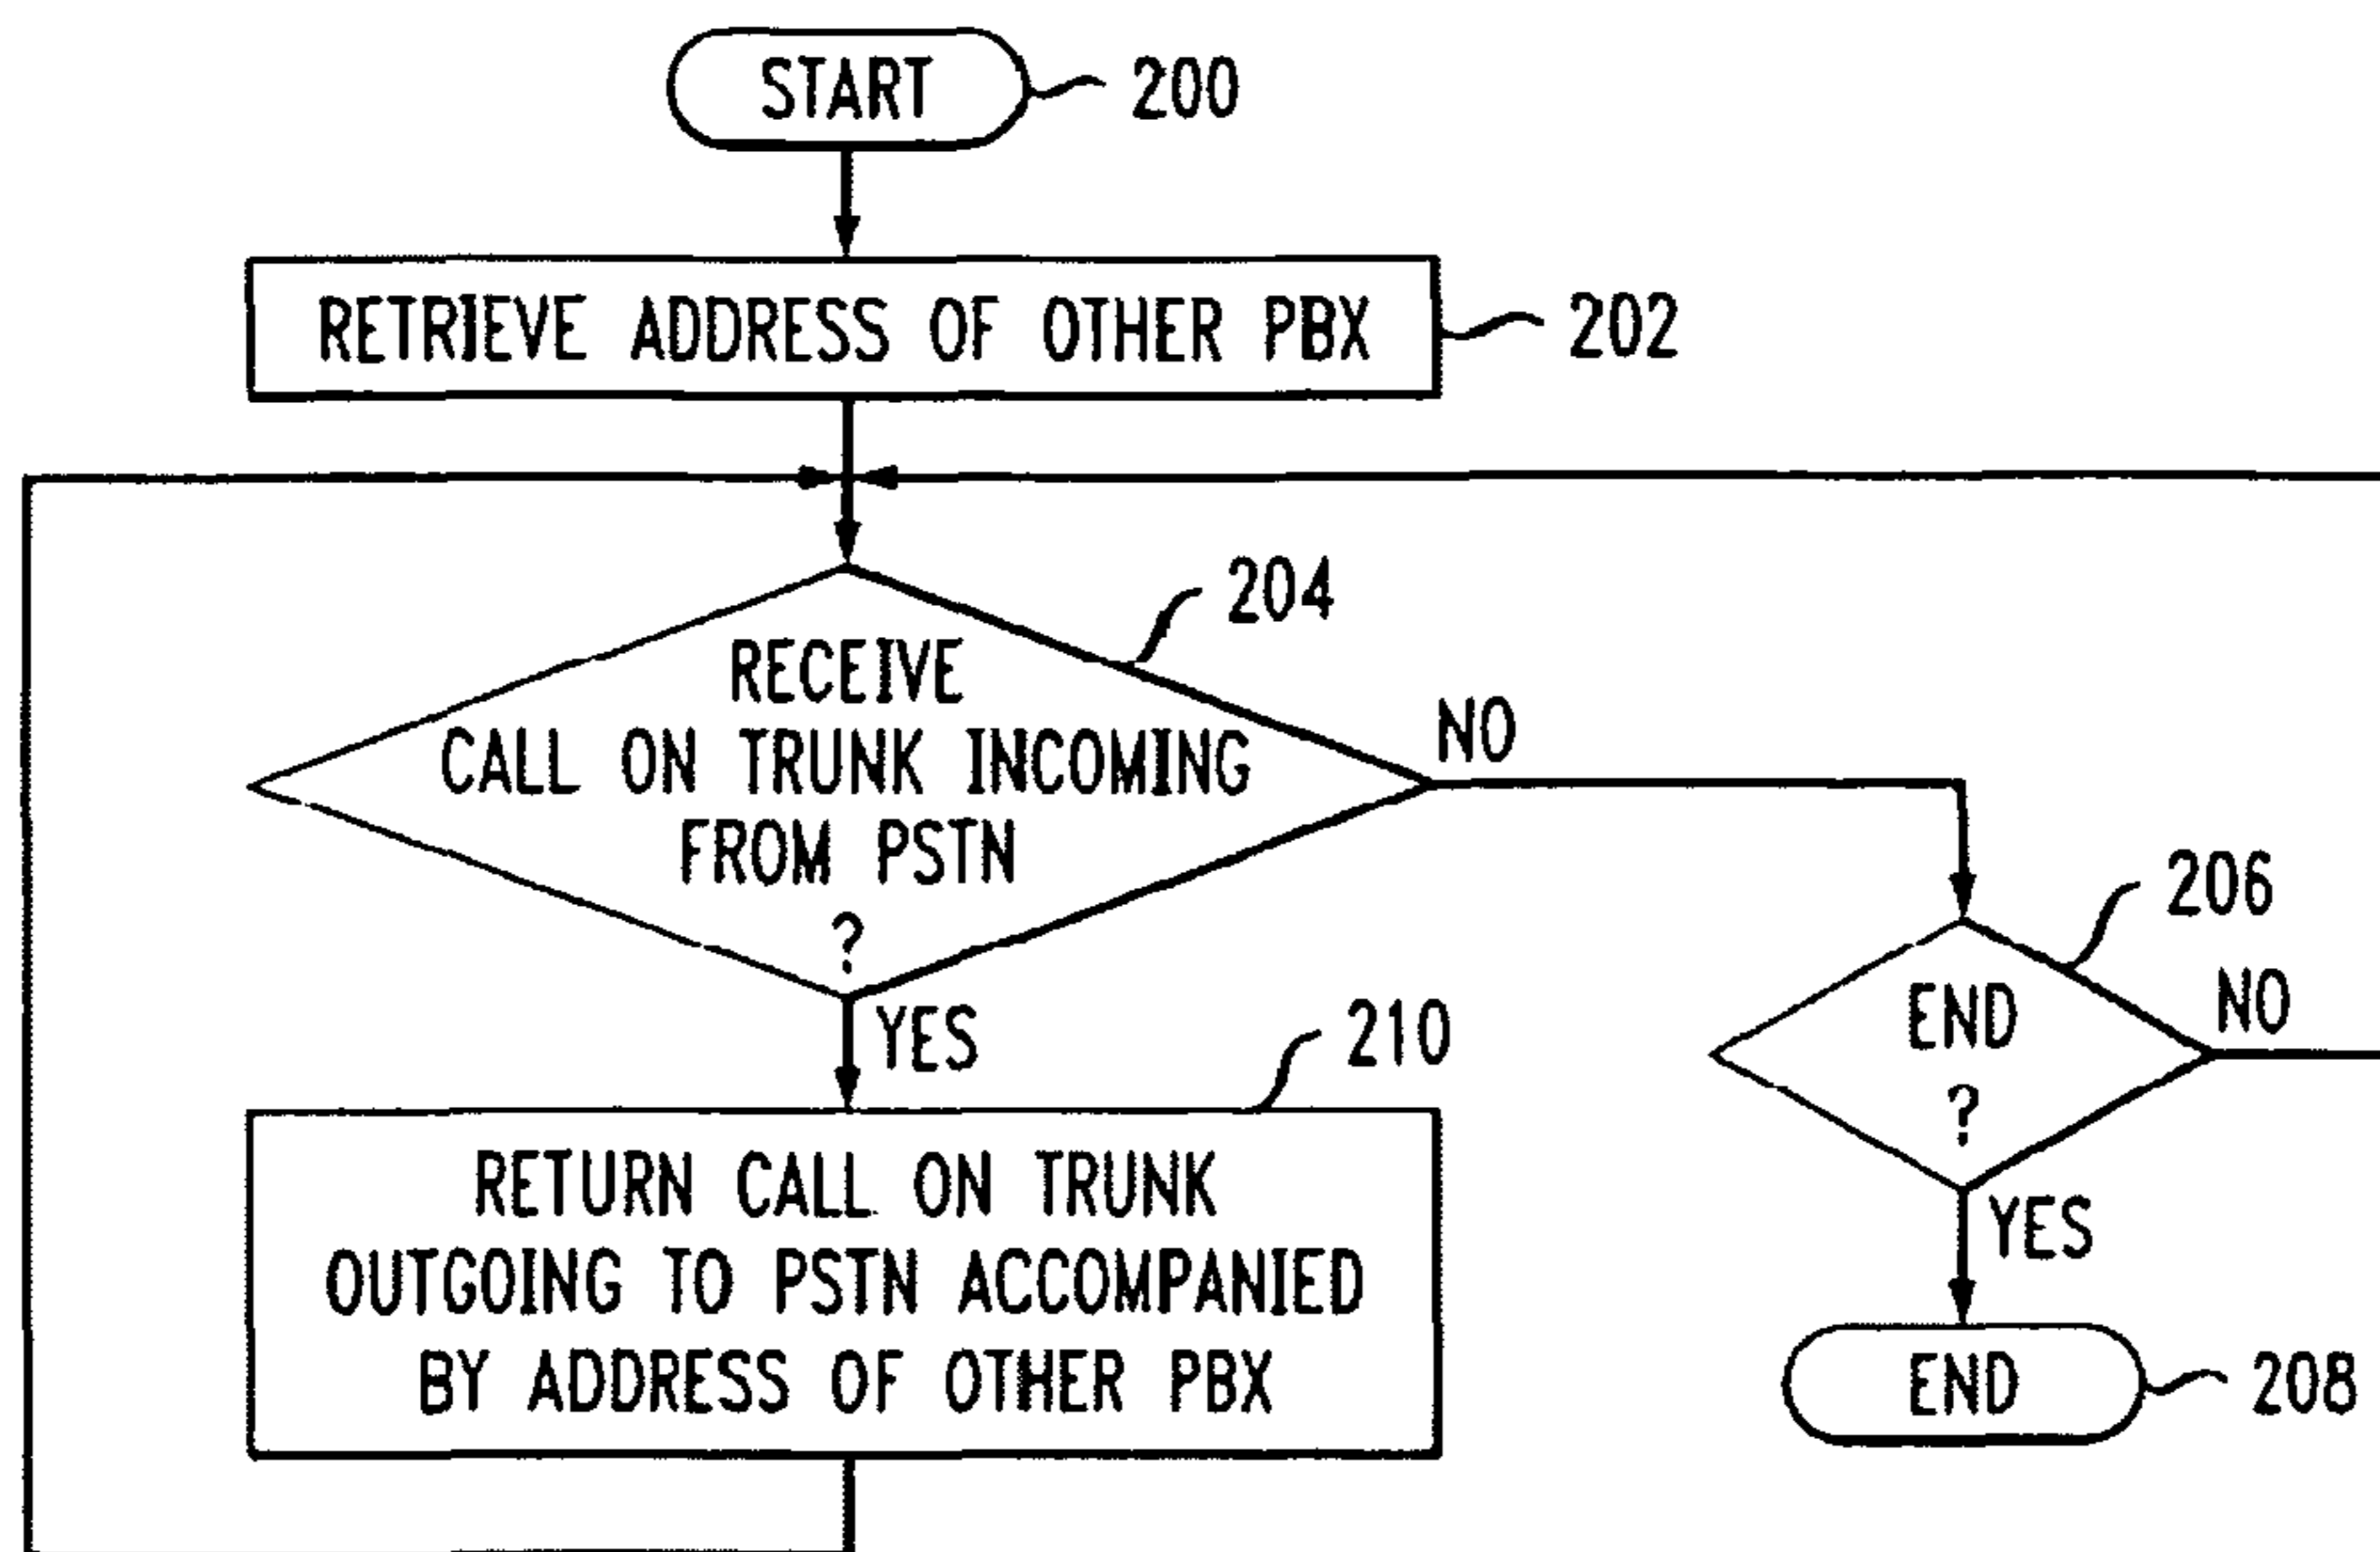 START
200
RETRIEVE ADDRESS OF OTHER PBX
202
204
RECEIVE
CALL ON TRUNK INCOMING
FROM PSTN
?
NO
YES
206
END
?
NO
YES
END
208
210
RETURN CALL ON TRUNK
OUTGOING TO PSTN ACCOMPANIED
BY ADDRESS OF OTHER PBX